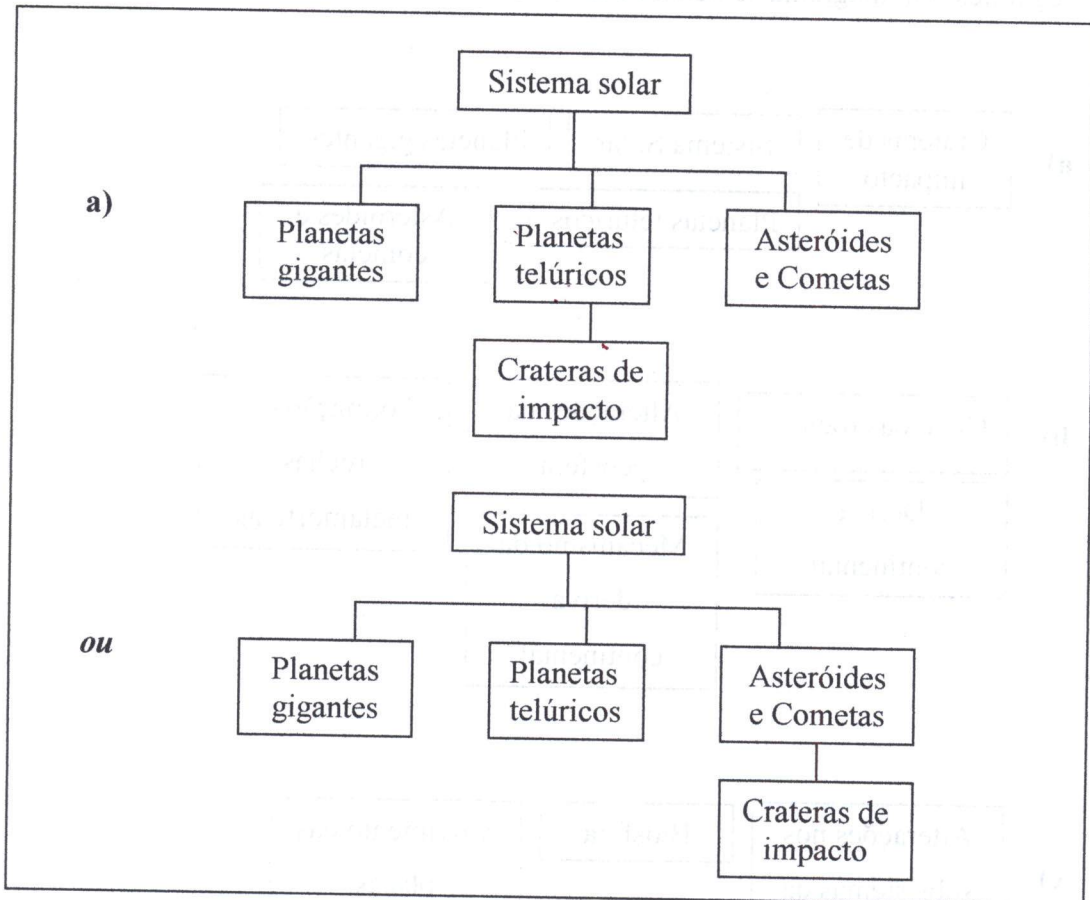 Sistema solar
a)
Planetas
gigantes
Planetas
telúricos
Asteróides
e Cometas
Crateras de
impacto
Sistema solar
ou
Planetas
gigantes
Planetas
telúricos
Asteróides
e Cometas
Crateras de
impacto